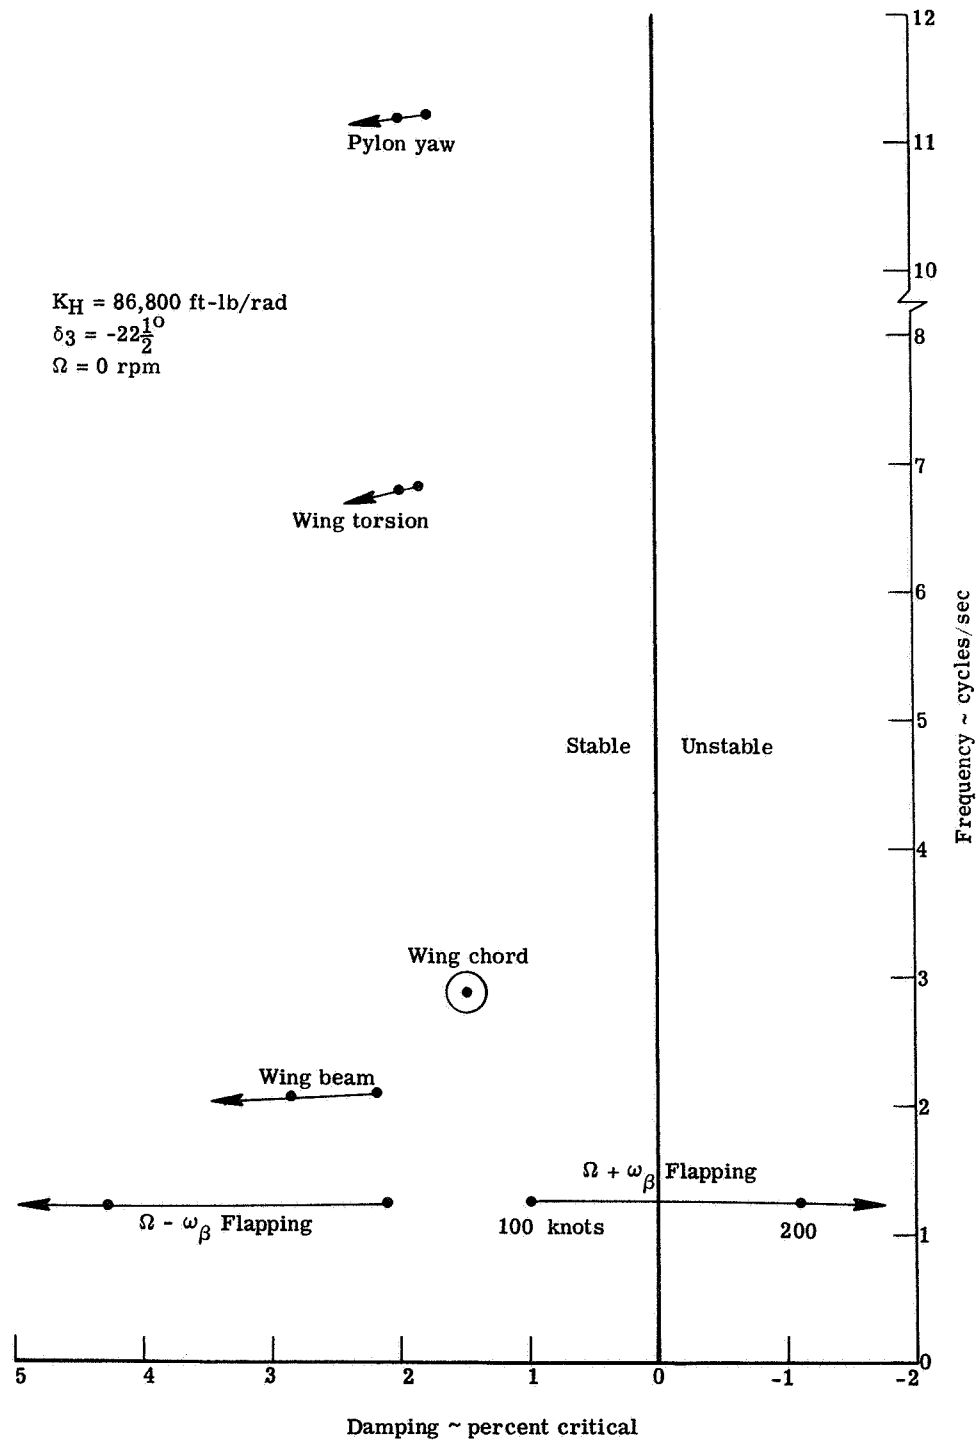 12
Pylon yaw
11
10
K_H = 86,800 ft-lb/rad
δ3 = -22½°
Ω = 0 rpm
8
7
Wing torsion
6
5
Stable
Unstable
Frequency ~ cycles/sec
4
Wing chord
3
Wing beam
2
Ω + ω_β Flapping
Ω - ω_β Flapping
100 knots
200
1
0
5 4 3 2 1 0 -1 -2
Damping ~ percent critical